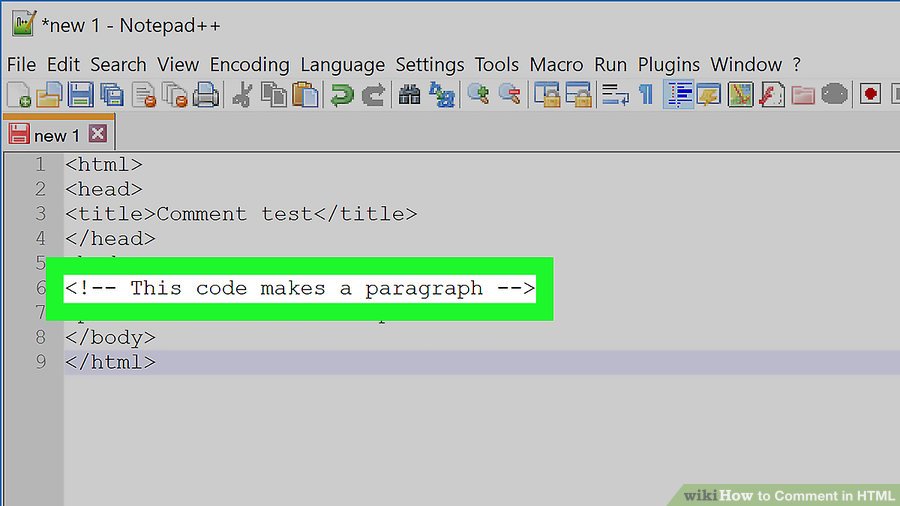 *new 1 - Notepad++
File Edit Search View Encoding Language Settings Tools Macro Run Plugins Window ?
new 1
1 <html>
2 <head>
3 <title>Comment test</title>
4 </head>
5
6 <!-- This code makes a paragraph -->
7
8 </body>
9 </html>
wikiHow to Comment in HTML